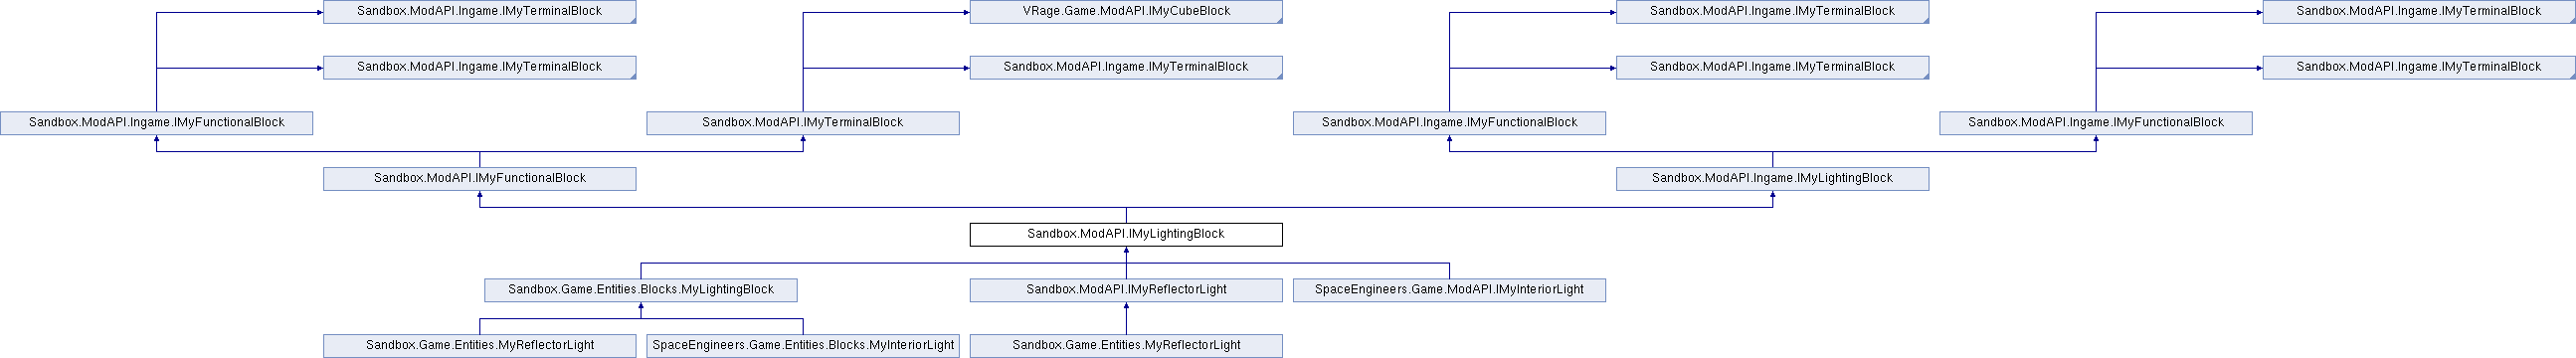 Sandbox.ModAPI.Ingame.IMyTerminalBlock
VRage.Game.ModAPI.IMyCubeBlock
Sandbox.ModAPI.Ingame.IMyTerminalBlock
Sandbox.ModAPI.Ingame.IMyTerminalBlock
Sandbox.ModAPI.Ingame.IMyTerminalBlock
Sandbox.ModAPI.Ingame.IMyTerminalBlock
Sandbox.ModAPI.Ingame.IMyTerminalBlock
Sandbox.ModAPI.Ingame.IMyTerminalBlock
Sandbox.ModAPI.Ingame.IMyFunctionalBlock
Sandbox.ModAPI.IMyTerminalBlock
Sandbox.ModAPI.Ingame.IMyFunctionalBlock
Sandbox.ModAPI.Ingame.IMyFunctionalBlock
Sandbox.ModAPI.IMyFunctionalBlock
Sandbox.ModAPI.Ingame.IMyLightingBlock
Sandbox.ModAPI.IMyLightingBlock
Sandbox.Game.Entities.Blocks.MyLightingBlock
Sandbox.ModAPI.IMyReflectorLight
SpaceEngineers.Game.ModAPI.IMyInteriorLight
Sandbox.Game.Entities.MyReflectorLight
SpaceEngineers.Game.Entities.Blocks.MyInteriorLight
Sandbox.Game.Entities.MyReflectorLight